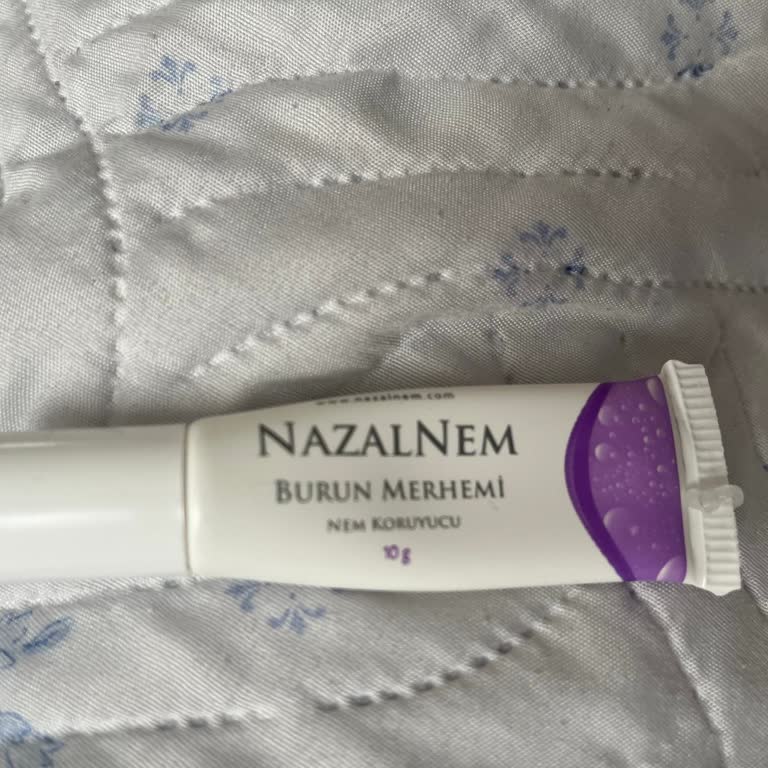 www.nazalnem.com
NAZALNEM
BURUN MERHEMİ
NEM KORUYUCU
10 g